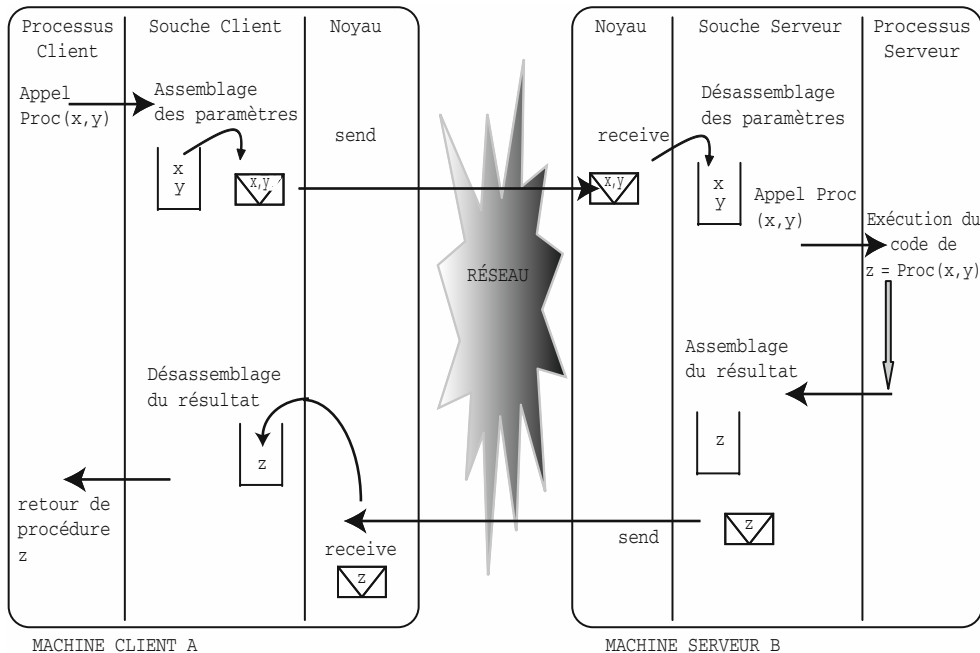 Processus
Client
Souche Client
Noyau
Appel
Proc(x,y)
Assemblage
des paramètres
send
x
y
x,y
Désassemblage
du résultat
z
retour de
procédure
z
receive
z
MACHINE CLIENT A
RÉSEAU
Noyau
Souche Serveur
Processus
Serveur
Désassemblage
des paramètres
receive
x,y
x
y
Appel Proc
(x,y)
Exécution du
code de
z = Proc(x,y)
Assemblage
du résultat
z
send
z
MACHINE SERVEUR B